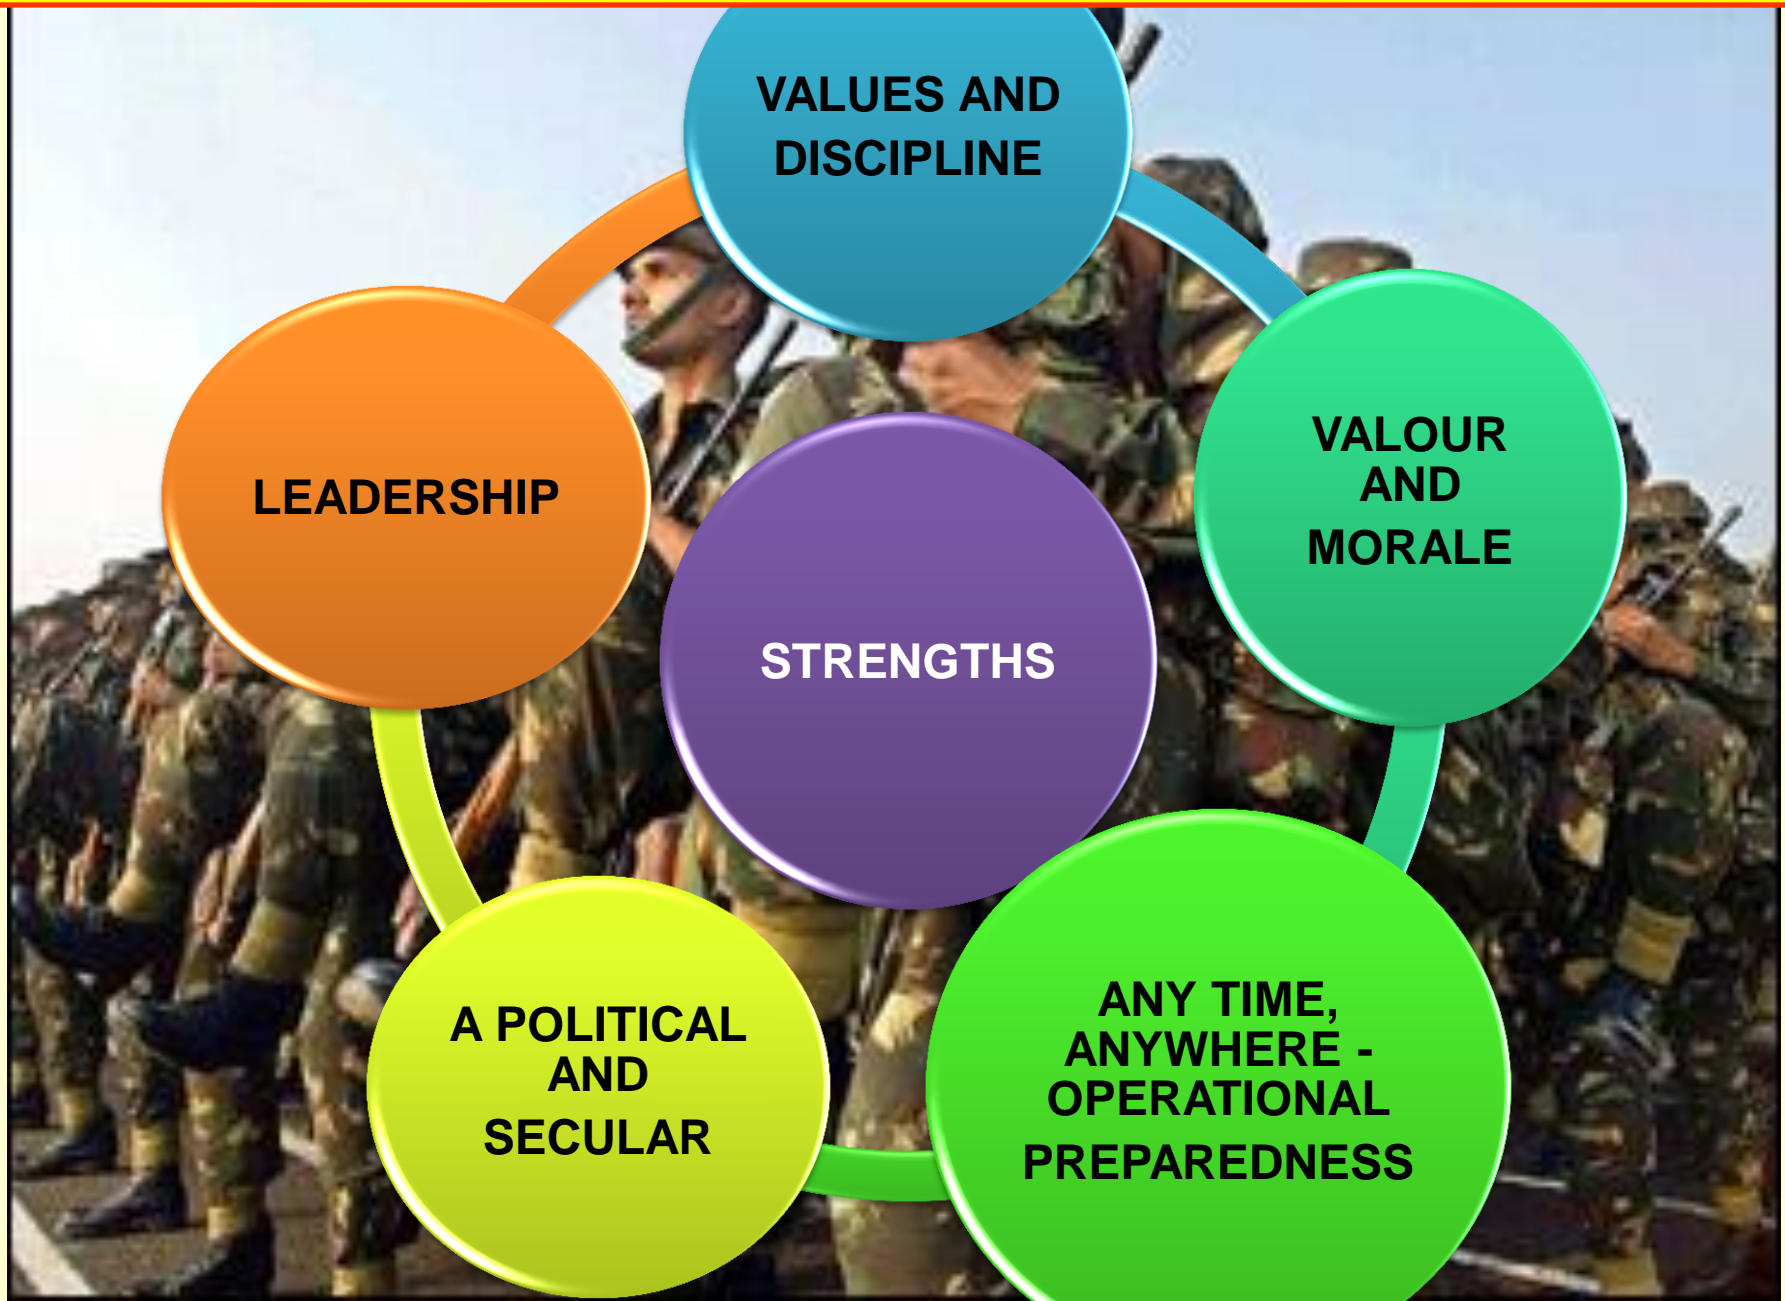 VALUES AND
DISCIPLINE
VALOUR
AND
MORALE
ANY TIME,
ANYWHERE -
OPERATIONAL
PREPAREDNESS
A POLITICAL
AND
SECULAR
LEADERSHIP
STRENGTHS